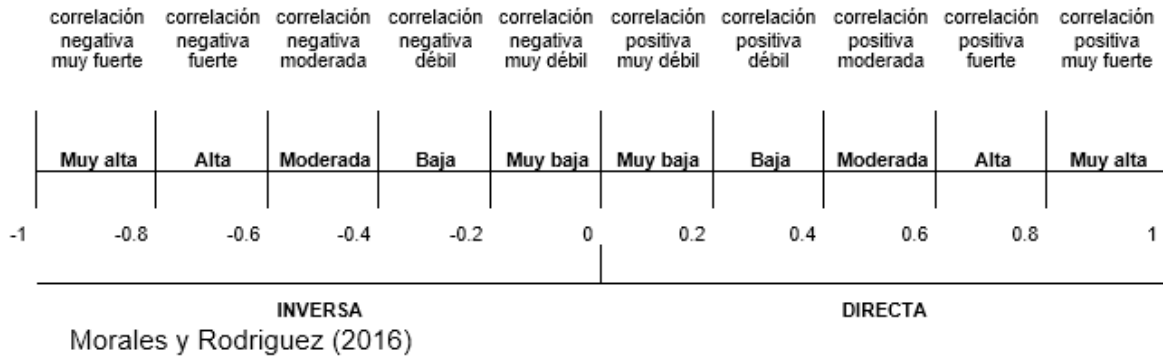 correlación correlación correlación correlación correlación correlación correlación correlación correlación correlación
negativa negativa negativa negativa negativa positiva positiva positiva positiva positiva
muy fuerte fuerte moderada débil muy débil muy débil débil moderada fuerte muy fuerte
Muy alta Alta Moderada Baja Muy baja Muy baja Baja Moderada Alta Muy alta
-1 -0.8 -0.6 -0.4 -0.2 0 0.2 0.4 0.6 0.8 1
INVERSA DIRECTA
Morales y Rodriguez (2016)